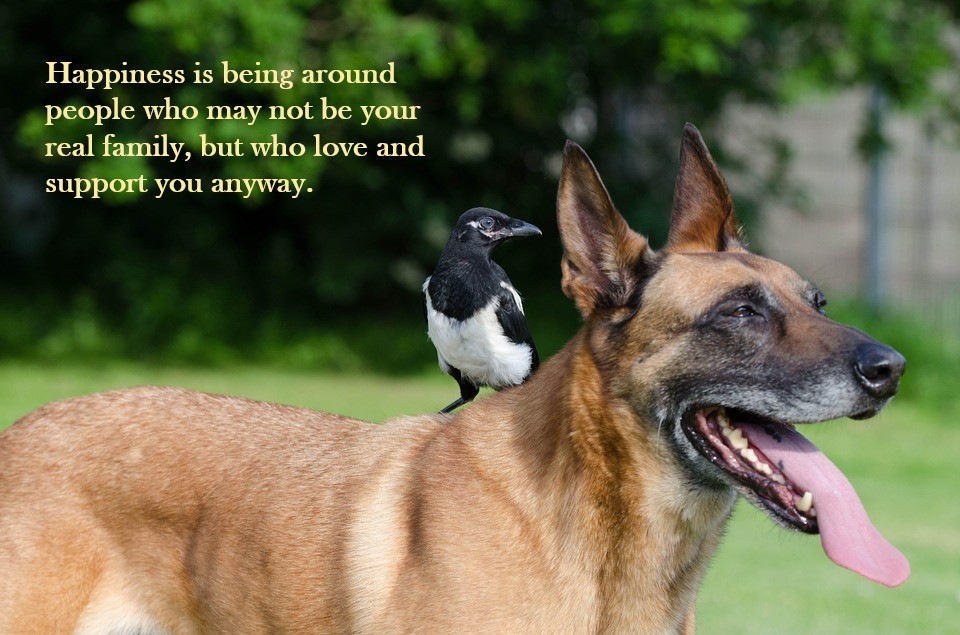 Happiness is being around
people who may not be your
real family, but who love and
support you anyway.